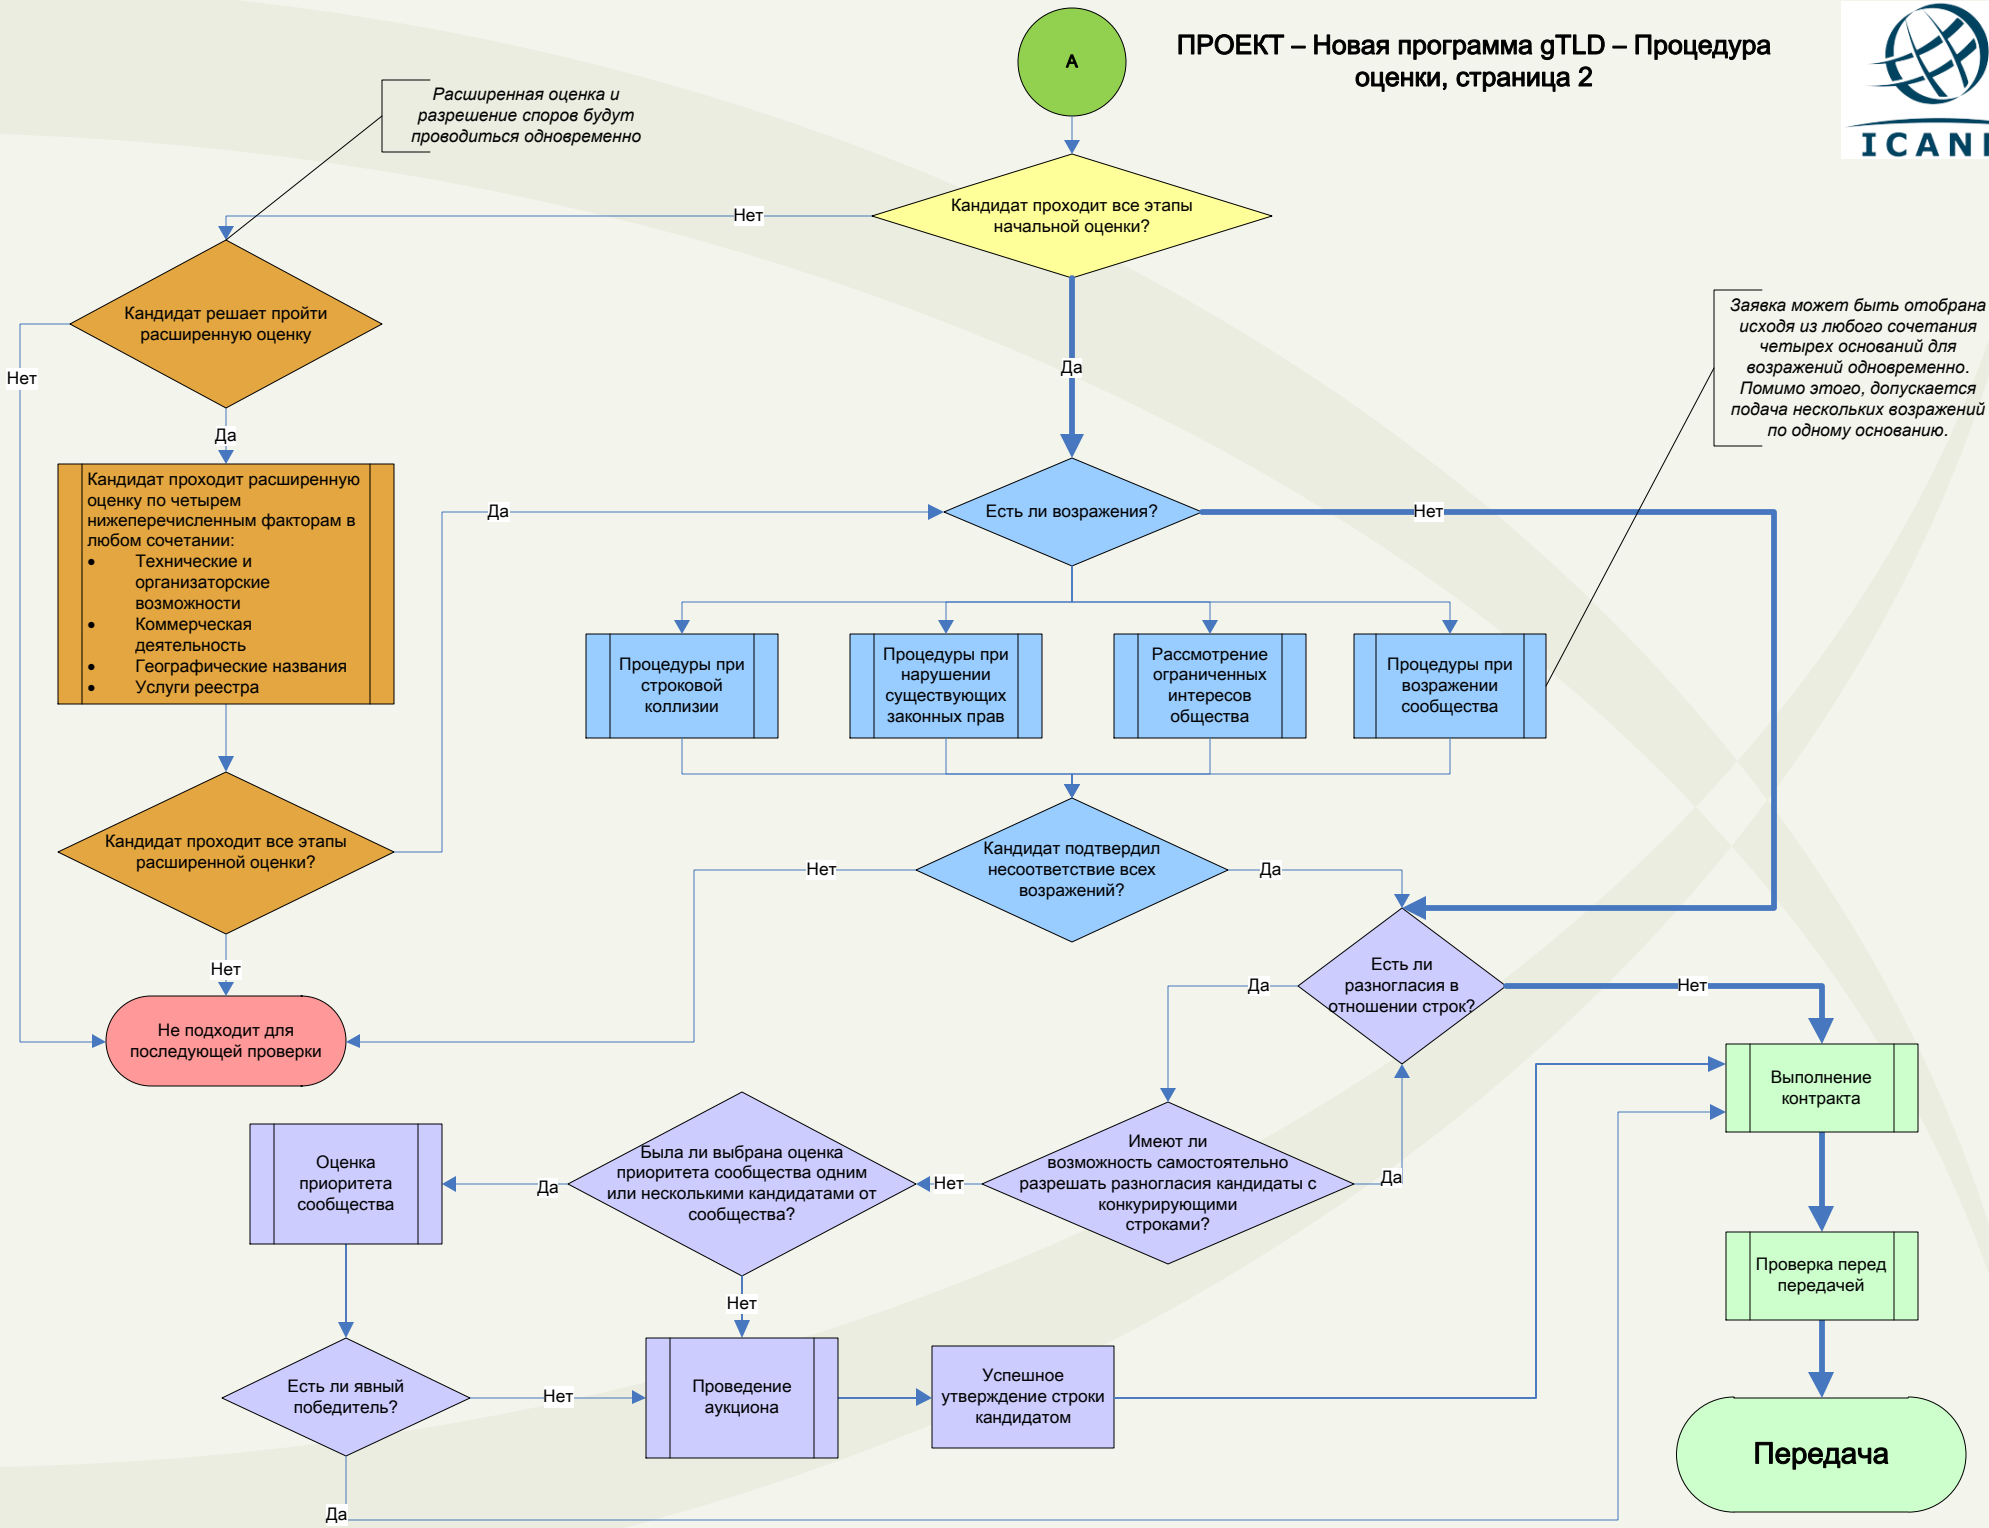 A
ПРОЕКТ – Новая программа gTLD – Процедура
оценки, страница 2
ICANN
Расширенная оценка и
разрешение споров будут
проводиться одновременно
Кандидат проходит все этапы
начальной оценки?
Нет
Да
Заявка может быть отобрана
исходя из любого сочетания
четырех оснований для
возражений одновременно.
Помимо этого, допускается
подача нескольких возражений
по одному основанию.
Кандидат решает пройти
расширенную оценку
Нет
Да
Кандидат проходит расширенную
оценку по четырем
нижеперечисленным факторам в
любом сочетании:
• Технические и
организаторские
возможности
• Коммерческая
деятельность
• Географические названия
• Услуги реестра
Да
Есть ли возражения?
Нет
Процедуры при
строковой
коллизии
Процедуры при
нарушении
существующих
законных прав
Рассмотрение
ограниченных
интересов
общества
Процедуры при
возражении
сообщества
Кандидат проходит все этапы
расширенной оценки?
Нет
Кандидат подтвердил
несоответствие всех
возражений?
Нет
Да
Не подходит для
последующей проверки
Есть ли
разногласия в
отношении строк?
Да
Нет
Выполнение
контракта
Оценка
приоритета
сообщества
Да
Была ли выбрана оценка
приоритета сообщества одним
или несколькими кандидатами от
сообщества?
Нет
Имеют ли
возможность самостоятельно
разрешать разногласия кандидаты с
конкурирующими
строками?
Да
Нет
Проверка перед
передачей
Есть ли явный
победитель?
Нет
Проведение
аукциона
Успешное
утверждение строки
кандидатом
Передача
Да